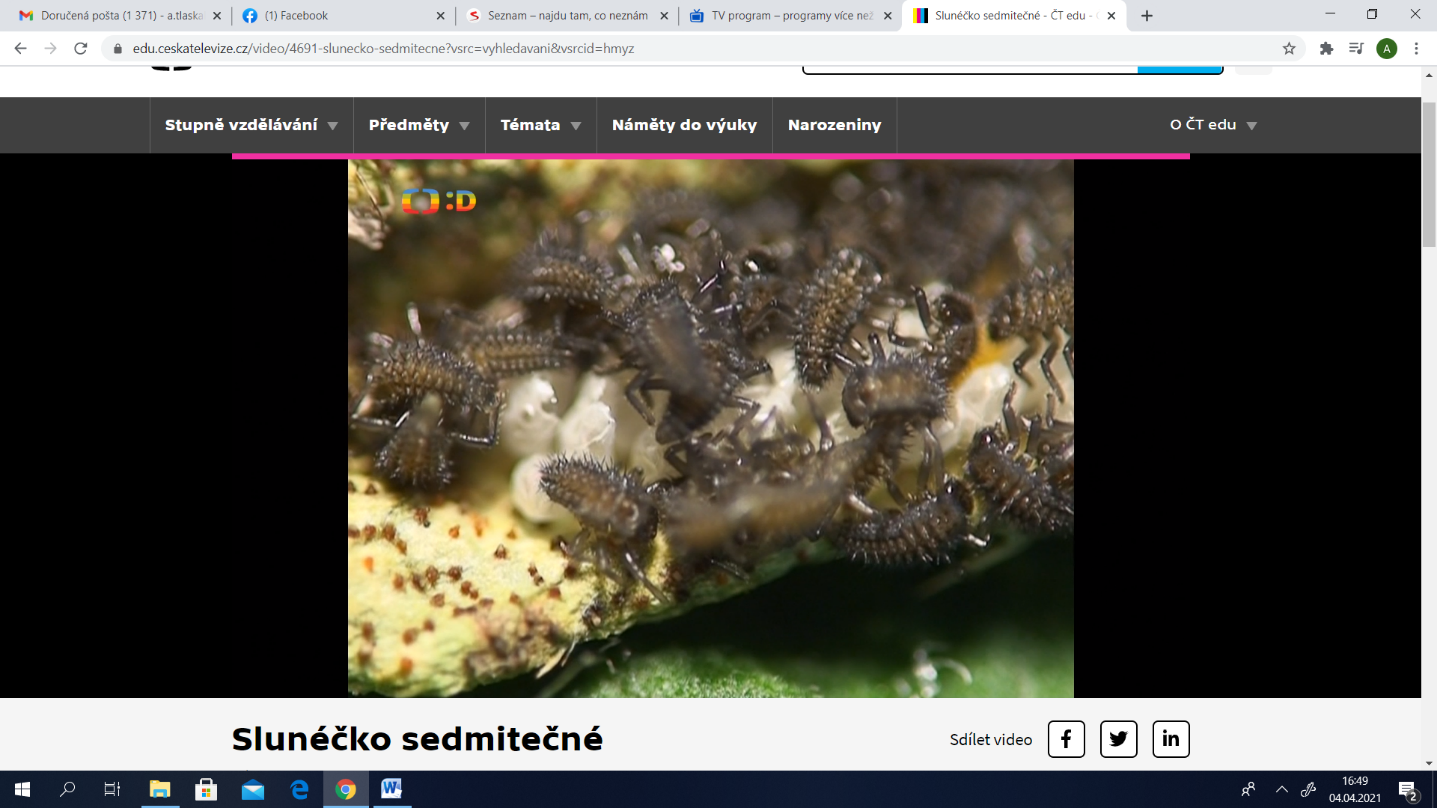 Doručená pošta (1 371) - a.tlaska
(1) Facebook
Seznam – najdu tam, co neznám
TV program – programy více než
Slunéčko sedmitečné - ČT edu - Č
edu.ceskatelevize.cz/video/4691-slunecko-sedmitecne?vsrc=vyhledavani&vsrcid=hmyz
A
Stupně vzdělávání
Předměty
Témata
Náměty do výuky
Narozeniny
O ČT edu
:D
Slunéčko sedmitečné
Sdílet video
16:49
04.04.2021
2